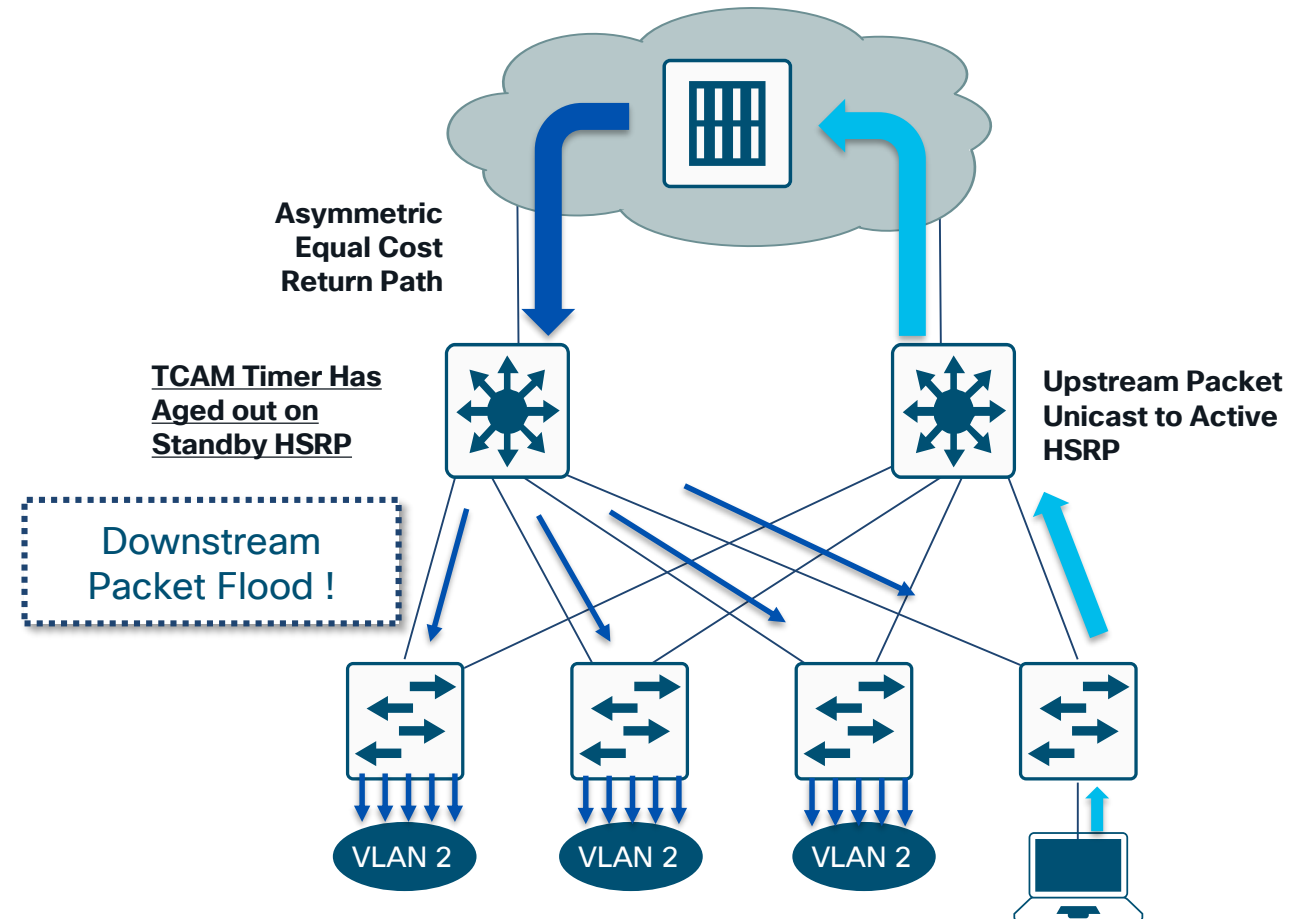 Asymmetric
Equal Cost
Return Path
TCAM Timer Has
Aged out on
Standby HSRP
Upstream Packet
Unicast to Active
HSRP
Downstream
Packet Flood !
VLAN 2
VLAN 2
VLAN 2